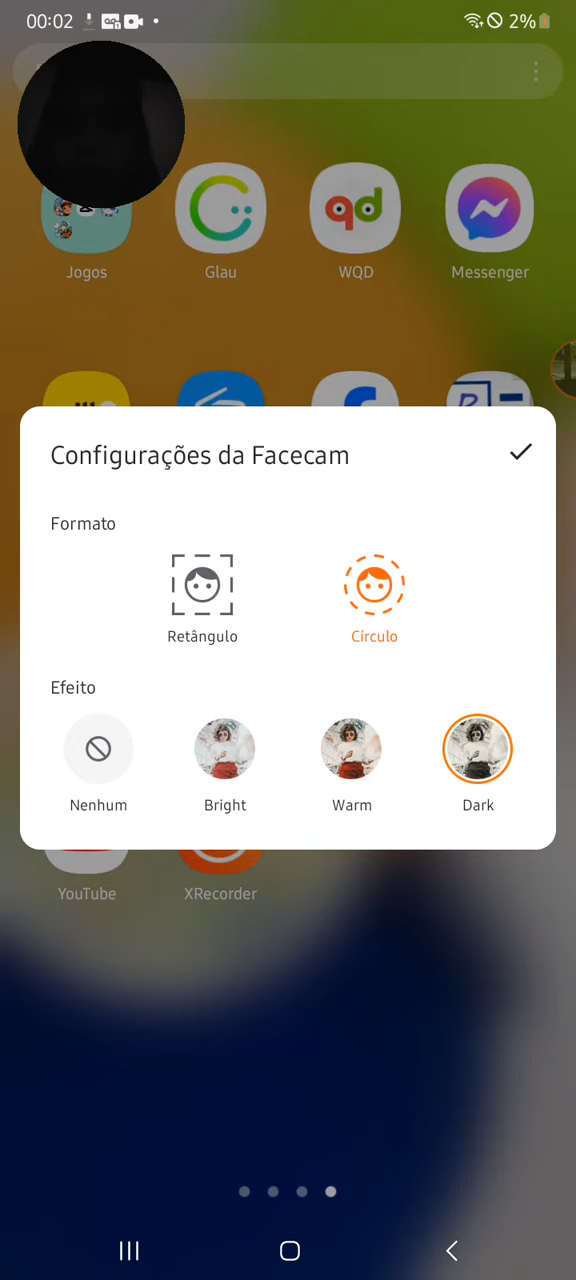 00:02
2%
Jogos
Glau
WQD
Messenger
qd
Configurações da Facecam
Formato
Retângulo
Círculo
Efeito
Nenhum
Bright
Warm
Dark
YouTube
XRecorder